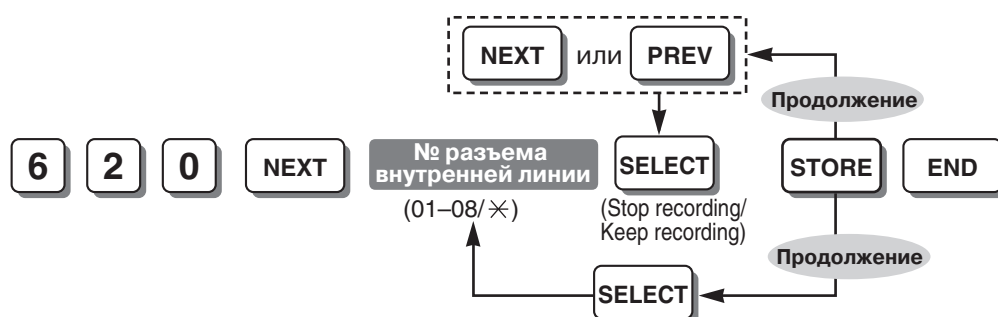 NEXT или PREV
Продолжение
6 2 0 NEXT № разъема внутренней линии SELECT STORE END
(01–08/✳)
(Stop recording/
Keep recording)
Продолжение
SELECT